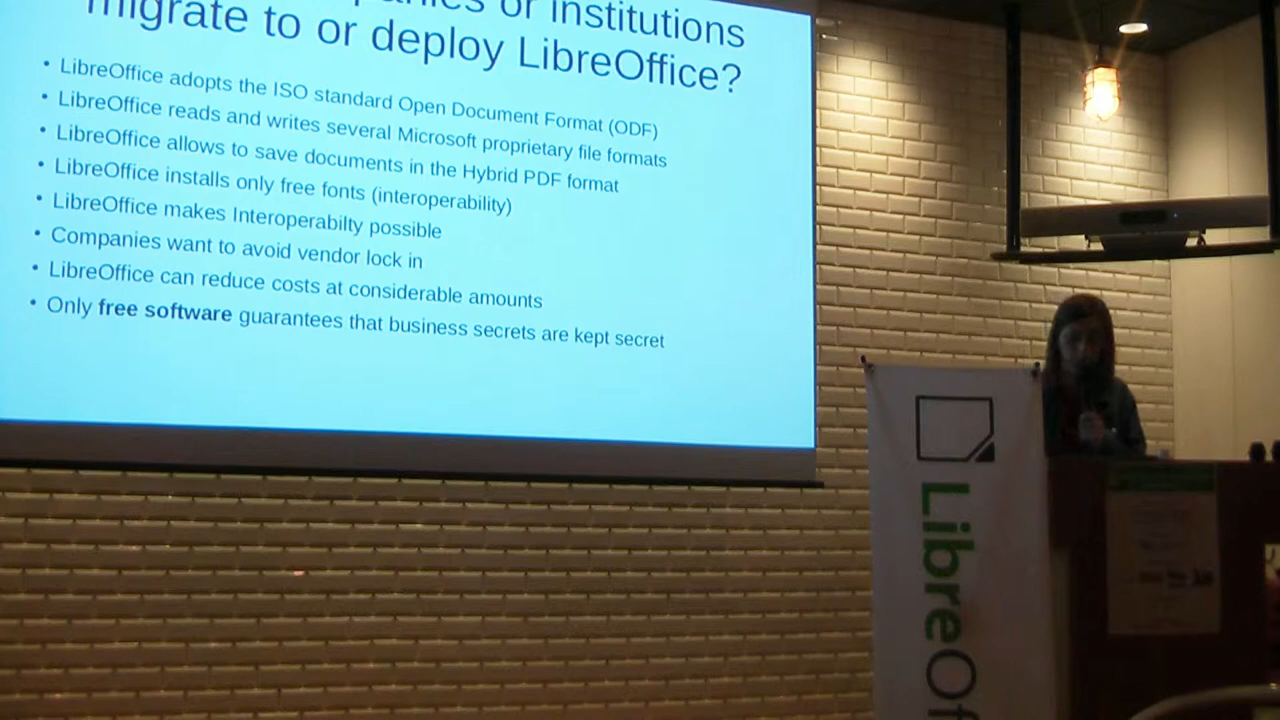 or institutions
migrate to or deploy LibreOffice?
• LibreOffice adopts the ISO standard Open Document Format (ODF)
• LibreOffice reads and writes several Microsoft proprietary file formats
• LibreOffice allows to save documents in the Hybrid PDF format
• LibreOffice installs only free fonts (interoperability)
• LibreOffice makes Interoperabilty possible
• Companies want to avoid vendor lock in
• LibreOffice can reduce costs at considerable amounts
• Only free software guarantees that business secrets are kept secret
LibreOf